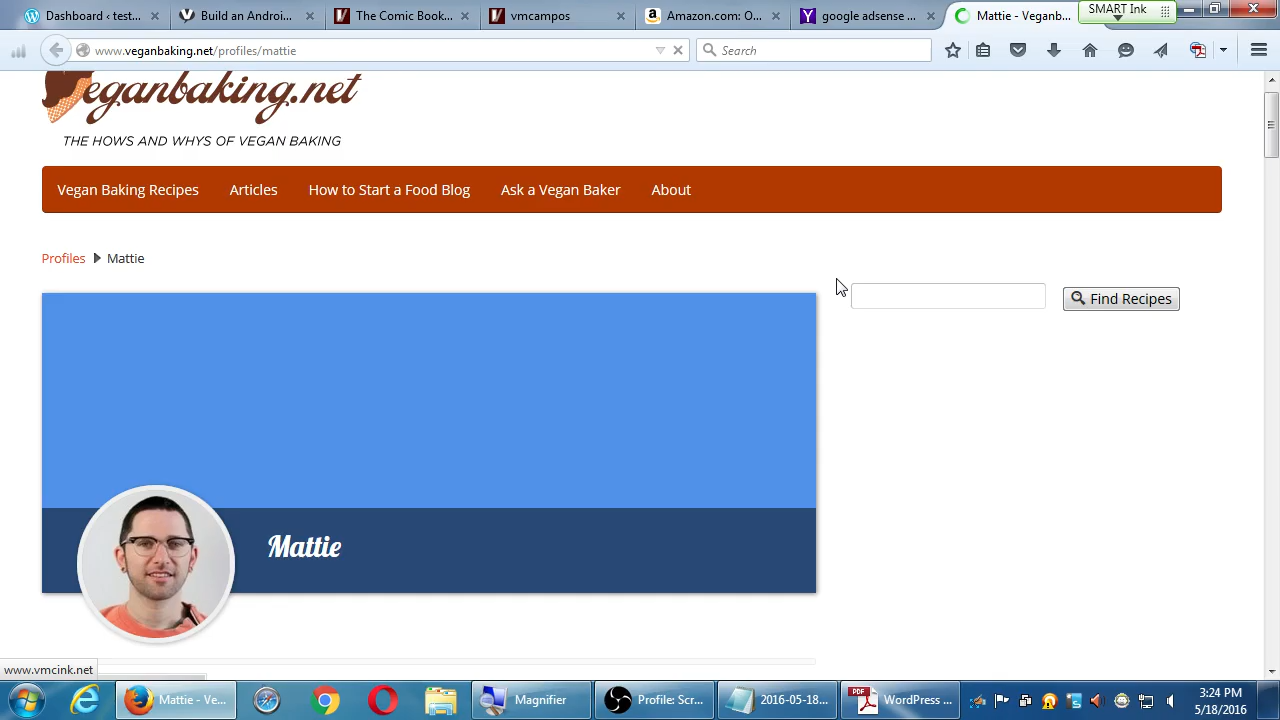 Dashboard ‹ test...
Build an Androi...
The Comic Book...
vmcampos
Amazon.com: O...
google adsense ...
Mattie - Veganb...
SMART Ink
www.veganbaking.net/profiles/mattie
Search
veganbaking.net
THE HOWS AND WHYS OF VEGAN BAKING
Vegan Baking Recipes
Articles
How to Start a Food Blog
Ask a Vegan Baker
About
Profiles
Mattie
Find Recipes
Mattie
www.vmcink.net
Mattie - Ve...
Magnifier
Profile: Scr...
2016-05-18...
PDF
WordPress ...
3:24 PM
5/18/2016